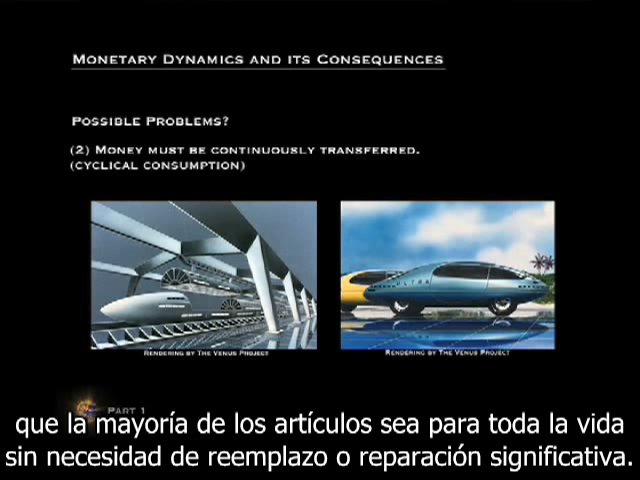 MONETARY DYNAMICS AND ITS CONSEQUENCES
POSSIBLE PROBLEMS?
(2) MONEY MUST BE CONTINUOUSLY TRANSFERRED.
(CYCLICAL CONSUMPTION)
ULTRA
RENDERING BY THE VENUS PROJECT
RENDERING BY THE VENUS PROJECT
PART 1
que la mayoría de los artículos sea para toda la vida
sin necesidad de reemplazo o reparación significativa.